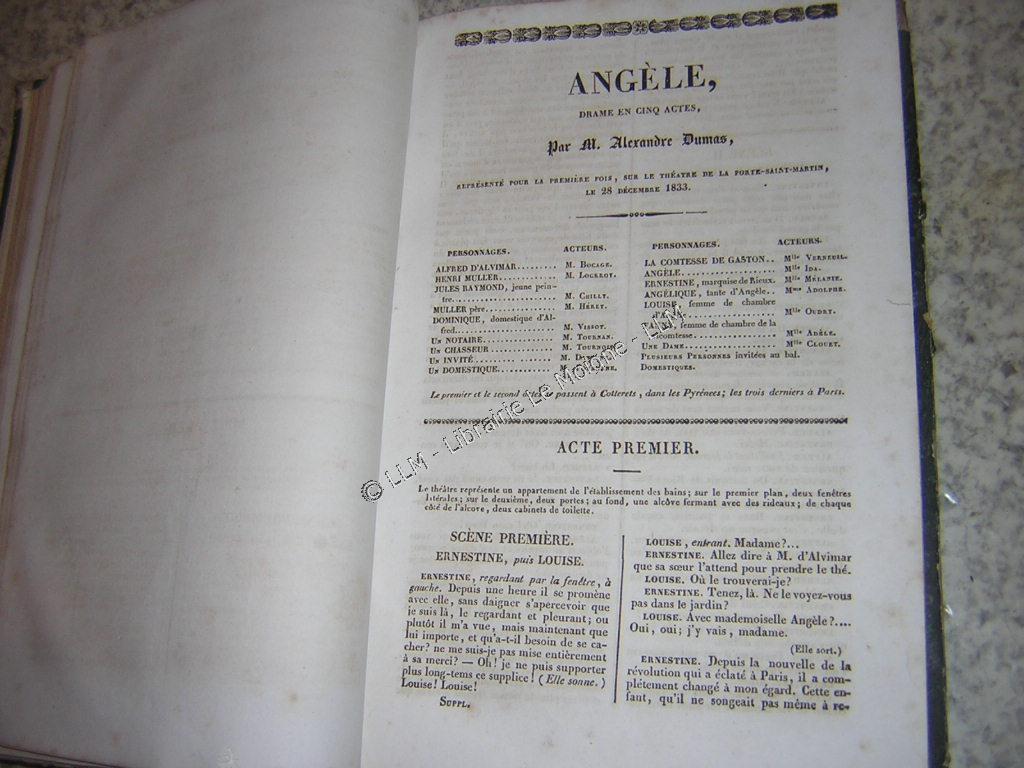 ANGÈLE,
DRAME EN CINQ ACTES,
Par M. Alexandre Dumas,
REPRÉSENTÉ POUR LA PREMIÈRE FOIS, SUR LE THÉATRE DE LA PORTE-SAINT-MARTIN,
LE 28 DÉCEMBRE 1833.
PERSONNAGES. ACTEURS.
ALFRED D'ALVIMAR......... M. BOCAGE.
HENRI MULLER............. M. LOCKROY.
JULES RAYMOND, jeune pein-
tre.................... M. CHILLY.
MULLER père.............. M. HÉRET.
DOMINIQUE, domestique d'Al-
fred.................... M. VISSOT.
UN NOTAIRE............... M. TOURNAN.
UN CHASSEUR.............. M.
UN INVITÉ................ M.
UN DOMESTIQUE............
PERSONNAGES. ACTEURS.
LA COMTESSE DE GASTON.. Mlle VERNEUIL.
ANGÈLE.................. Mlle IDA.
ERNESTINE, marquise de Rieux. Mlle MÉLANIE.
ANGÉLIQUE, tante d'Angèle.. Mme ADOLPHE.
LOUISE, femme de chambre
Mlle OUDRY.
femme de chambre de la
comtesse................ Mlle ADÈLE.
UNE DAME................ Mlle CLOUET.
PLUSIEURS PERSONNES invitées au bal.
DOMESTIQUES.
Le premier et le second passent à Cotterets, dans les Pyrénées; les trois derniers à Paris.
ACTE PREMIER.
Le théâtre représente un appartement de l'établissement des bains; sur le premier plan, deux fenêtres
latérales; sur le deuxième, deux portes; au fond, une alcôve fermant avec des rideaux; de chaque
côté de l'alcove, deux cabinets de toilette.
SCÈNE PREMIÈRE.
ERNESTINE, puis LOUISE.
ERNESTINE, regardant par la fenêtre, à
gauche. Depuis une heure il se promène
avec elle, sans daigner s'apercevoir que
je suis là, le regardant et pleurant; ou
plutôt il m'a vue, mais maintenant que
lui importe, et qu'a-t-il besoin de se ca-
cher? ne me suis-je pas mise entièrement
à sa merci? — Oh! je ne puis supporter
plus long-tems ce supplice! (Elle sonne.)
Louise! Louise!
SUPPL.
LOUISE, entrant. Madame?...
ERNESTINE. Allez dire à M. d'Alvimar
que sa sœur l'attend pour prendre le thé.
LOUISE. Où le trouverai-je?
ERNESTINE. Tenez, là. Ne le voyez-vous
pas dans le jardin?
LOUISE. Avec mademoiselle Angèle?....
Oui, oui; j'y vais, madame.
(Elle sort.)
ERNESTINE. Depuis la nouvelle de la
révolution qui a éclaté à Paris, il a com-
plétement changé à mon égard. Cette en-
fant, qu'il ne songeait pas même à re-
© LLM - Librairie Le Molone - LLM